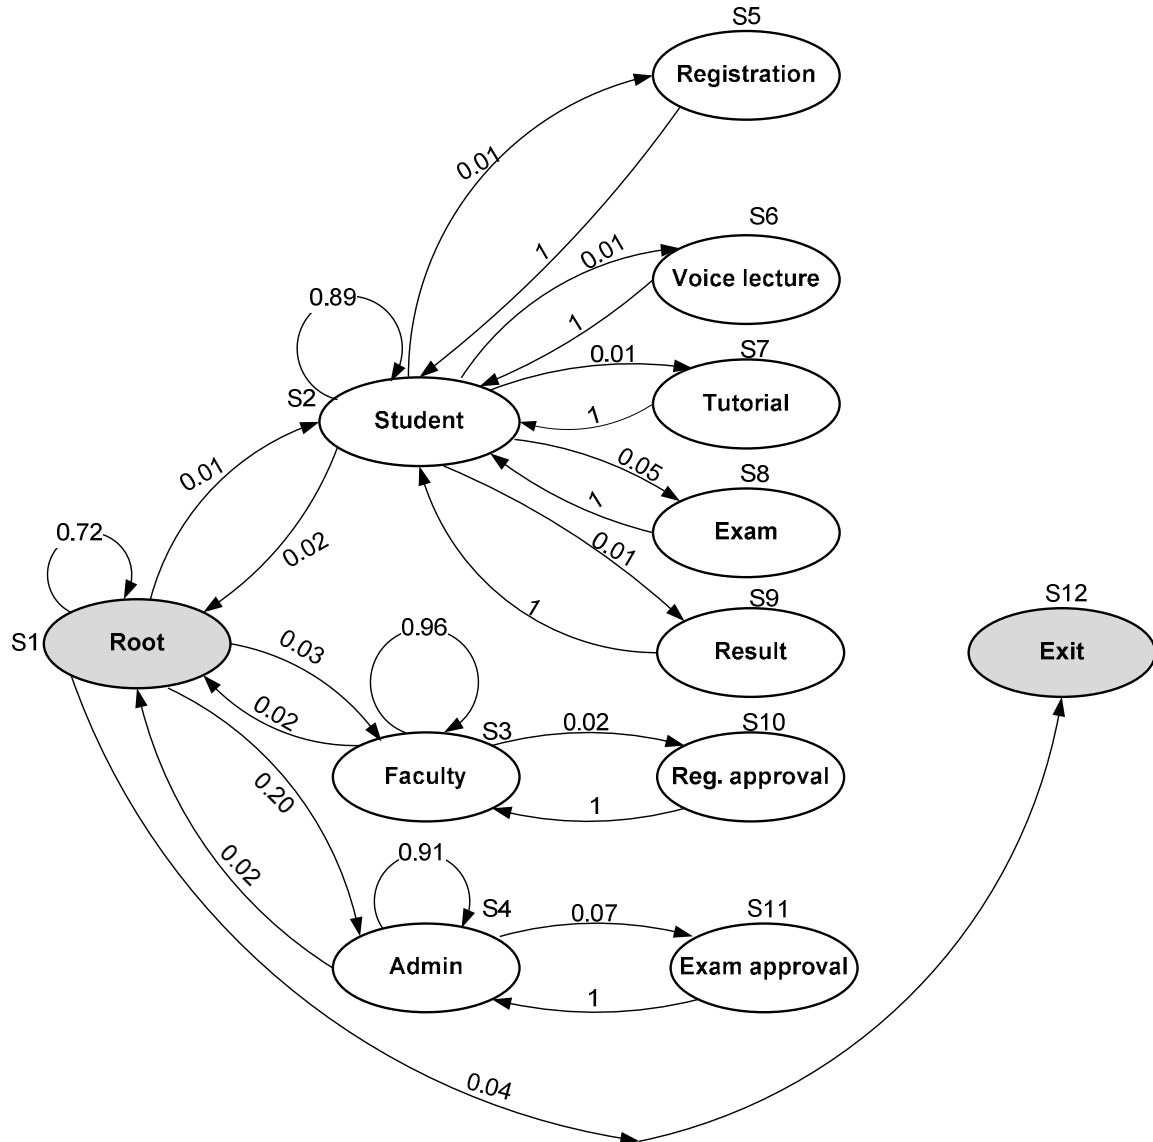 S5
Registration
0.01
1
S6
0.01
Voice lecture
0.89
1
S7
0.01
Tutorial
1
S2
Student
0.05
S8
1
Exam
0.01
0.01
0.02
0.72
S9
1
Result
S12
Exit
S1
Root
0.03
0.96
0.02
S3
0.02
S10
Faculty
Reg. approval
1
0.20
0.02
0.91
S4
0.07
S11
Admin
Exam approval
1
0.04